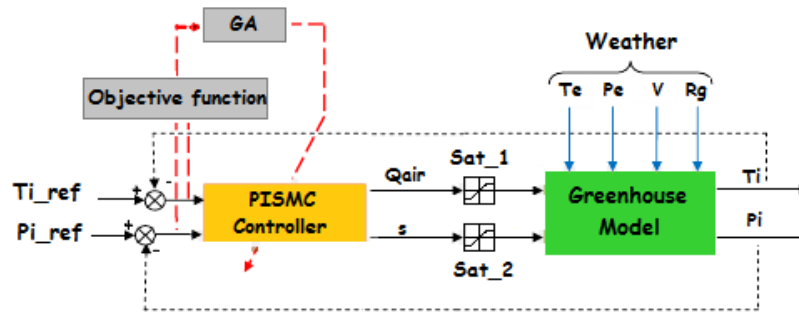 GA
Weather
Objective function
Te Pe V Rg
Ti_ref
+
-
PISMC
Controller
Qair
Sat_1
Greenhouse
Model
Ti
Pi_ref
+
-
s
Sat_2
Pi